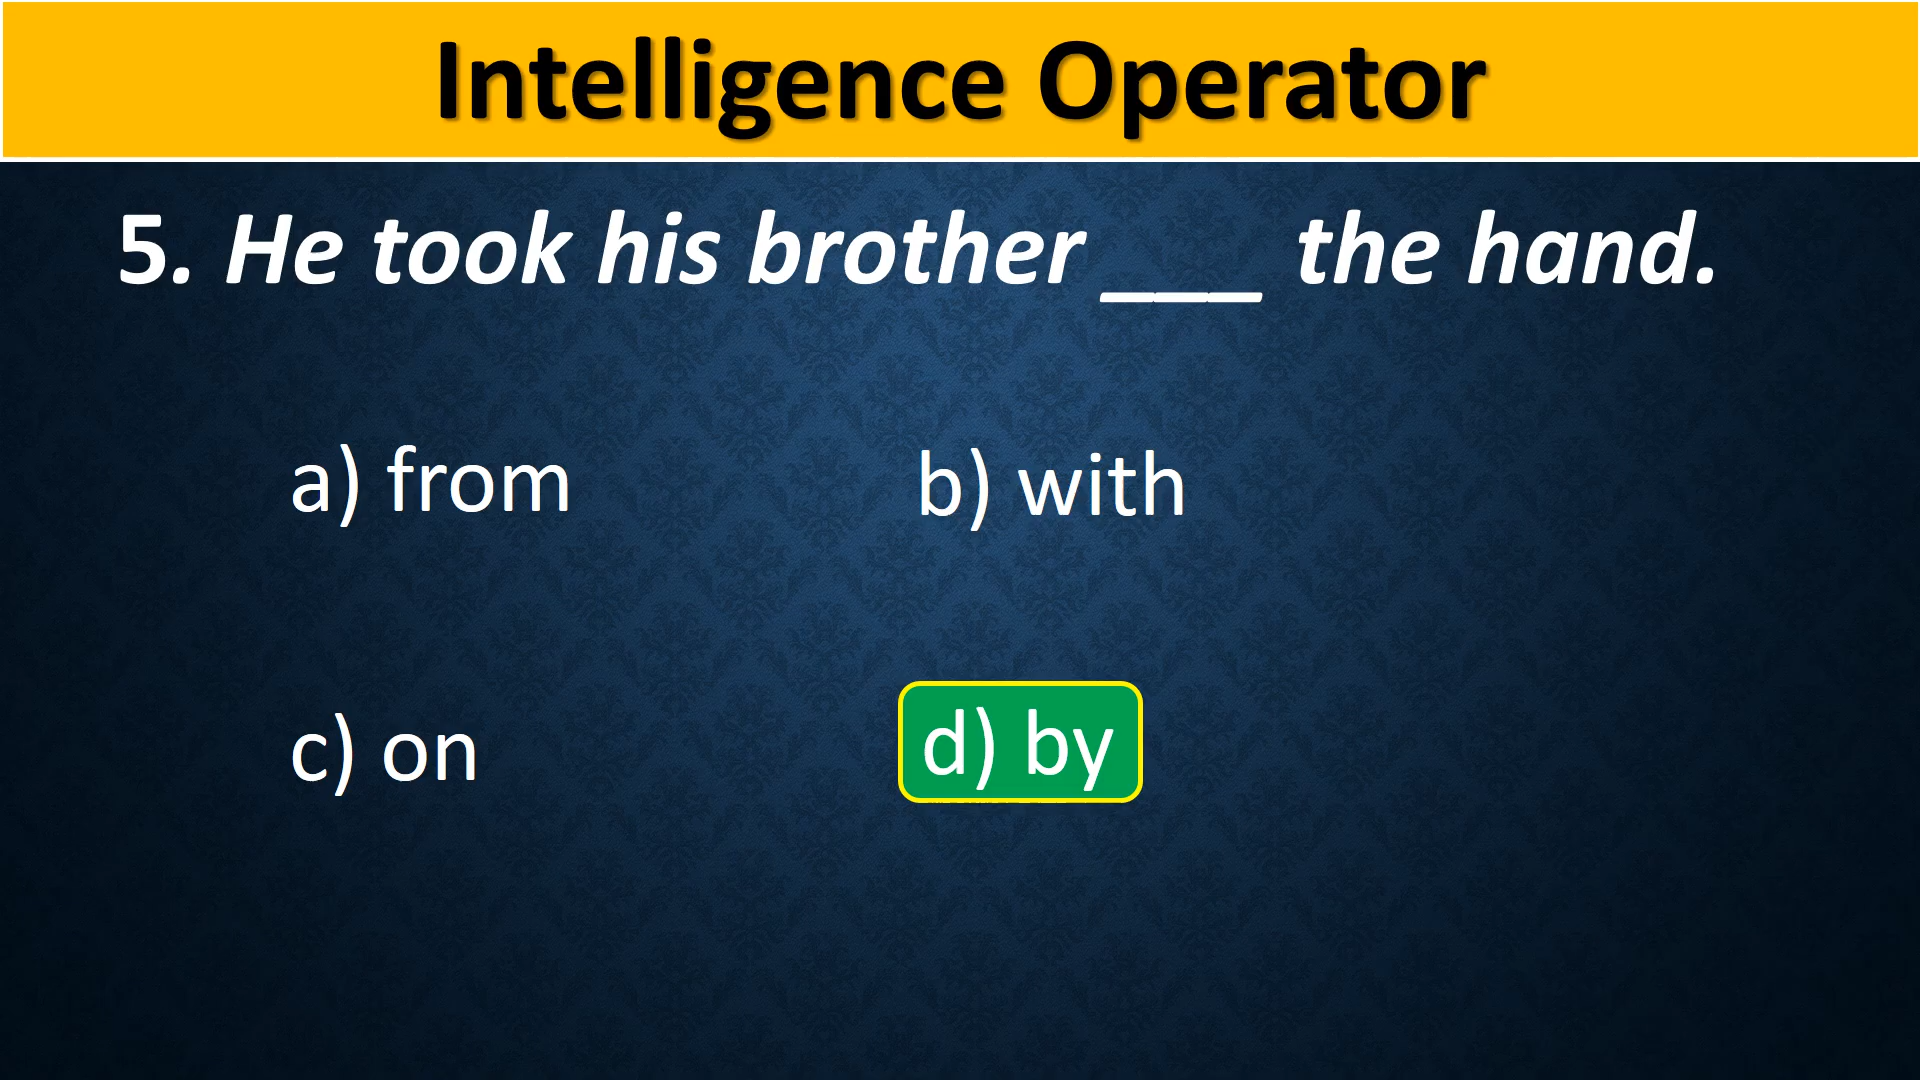 Intelligence Operator
5. He took his brother ___ the hand.
a) from
b) with
c) on
d) by